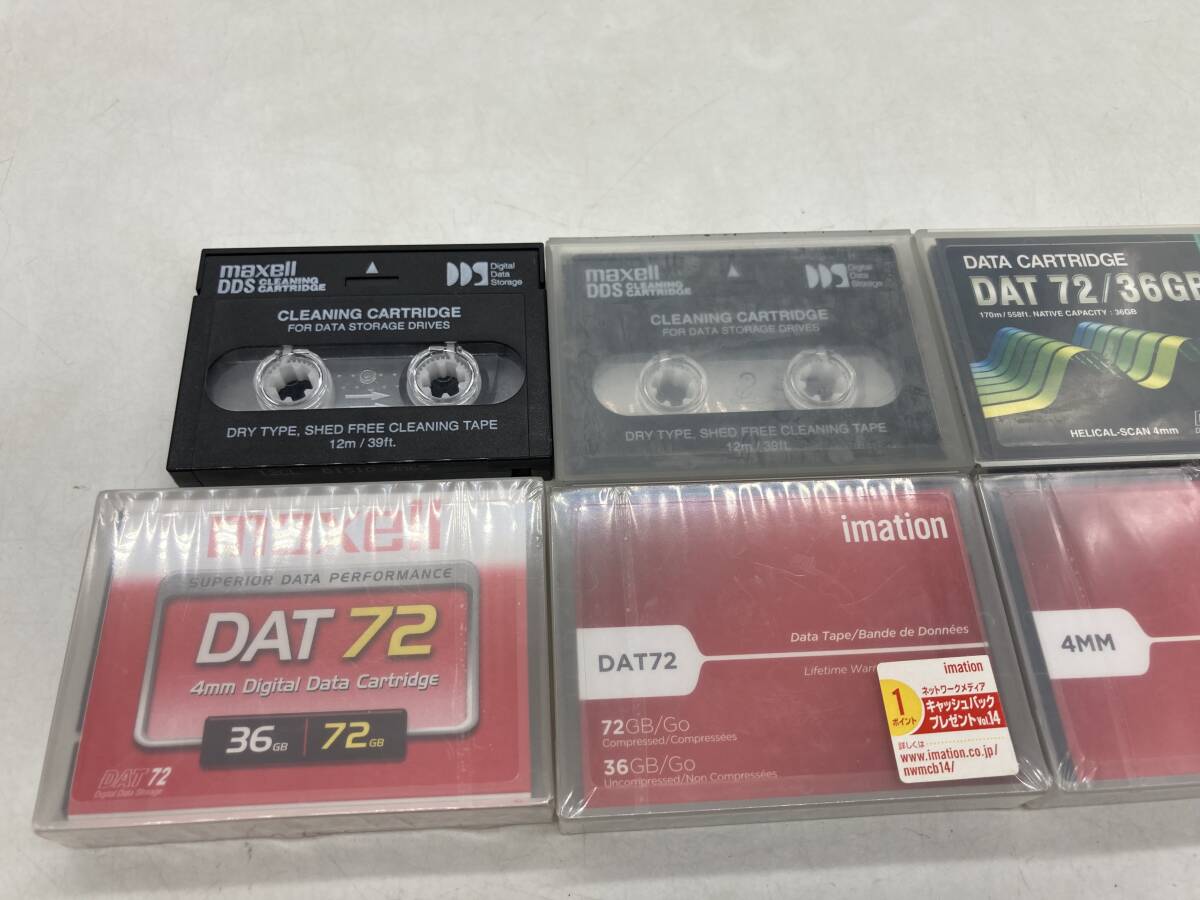 maxell
DDS CLEANING CARTRIDGE
DDS Digital Data Storage
CLEANING CARTRIDGE
FOR DATA STORAGE DRIVES
DRY TYPE, SHED FREE CLEANING TAPE
12m / 39ft.
maxell
DDS CLEANING CARTRIDGE
DDS Digital Data Storage
CLEANING CARTRIDGE
FOR DATA STORAGE DRIVES
2
DRY TYPE, SHED FREE CLEANING TAPE
12m / 39ft.
DATA CARTRIDGE
DAT 72/36GB
170m/558ft. NATIVE CAPACITY : 36GB
HELICAL-SCAN 4mm
maxell
SUPERIOR DATA PERFORMANCE
DAT 72
4mm Digital Data Cartridge
36GB 72GB
DAT 72
Digital Data Storage
imation
Data Tape/Bande de Données
DAT72
Lifetime
72GB/Go
Compressed/Compressées
36GB/Go
Uncompressed/Non Compressées
imation
1
ポイント
ネットワークメディア
キャッシュバック
プレゼント Vol.14
詳しくは
www.imation.co.jp/
nwmcb14/
4MM